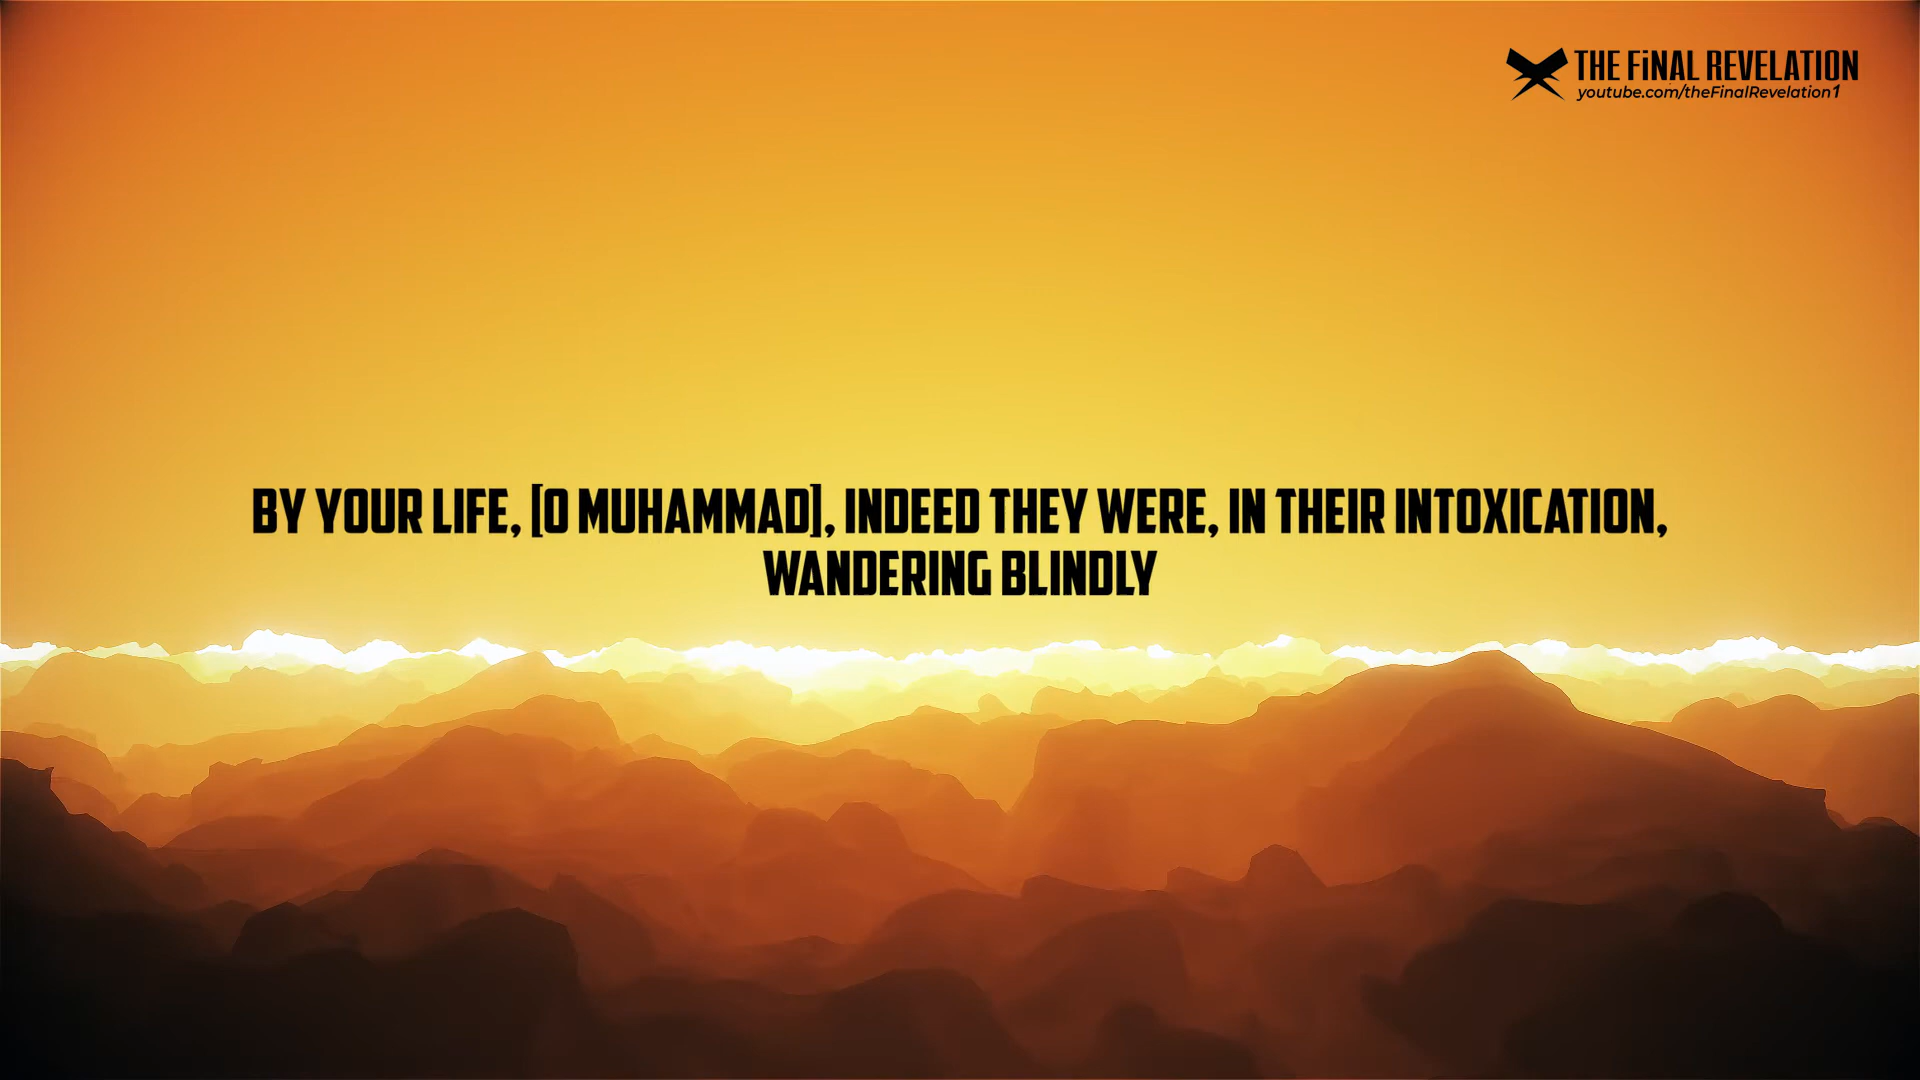 THE FiNAL REVELATION
youtube.com/theFinalRevelation1
BY YOUR LIFE, [O MUHAMMAD], INDEED THEY WERE, IN THEIR INTOXICATION,
WANDERING BLINDLY